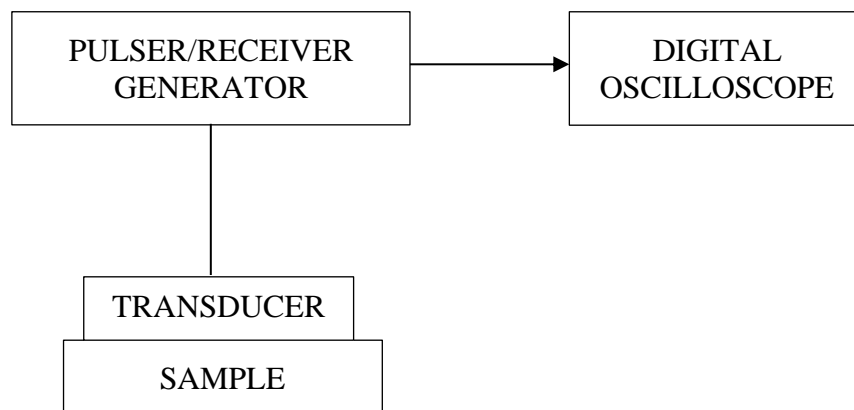 PULSER/RECEIVER
GENERATOR
DIGITAL
OSCILLOSCOPE
TRANSDUCER
SAMPLE